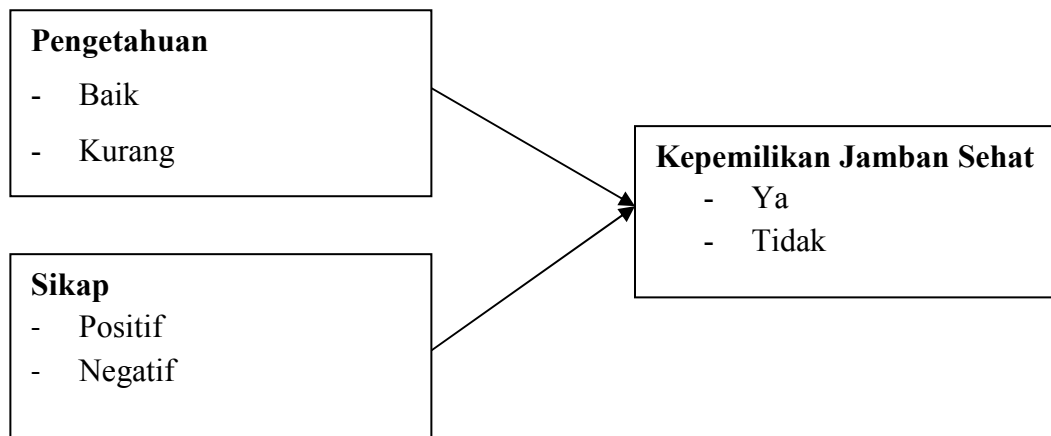 Pengetahuan
- Baik
- Kurang
Kepemilikan Jamban Sehat
- Ya
- Tidak
Sikap
- Positif
- Negatif